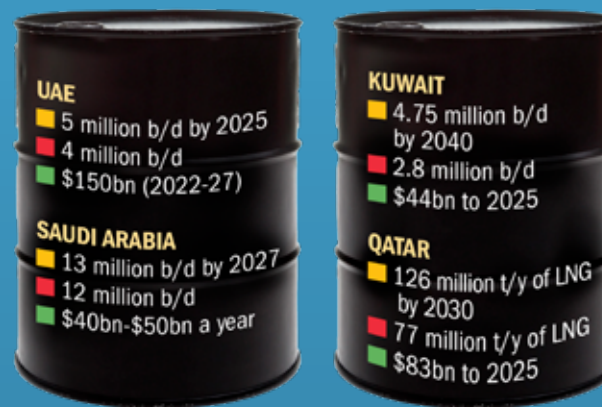 UAE
5 million b/d by 2025
4 million b/d
$150bn (2022-27)
SAUDI ARABIA
13 million b/d by 2027
12 million b/d
$40bn-$50bn a year
KUWAIT
4.75 million b/d
by 2040
2.8 million b/d
$44bn to 2025
QATAR
126 million t/y of LNG
by 2030
77 million t/y of LNG
$83bn to 2025